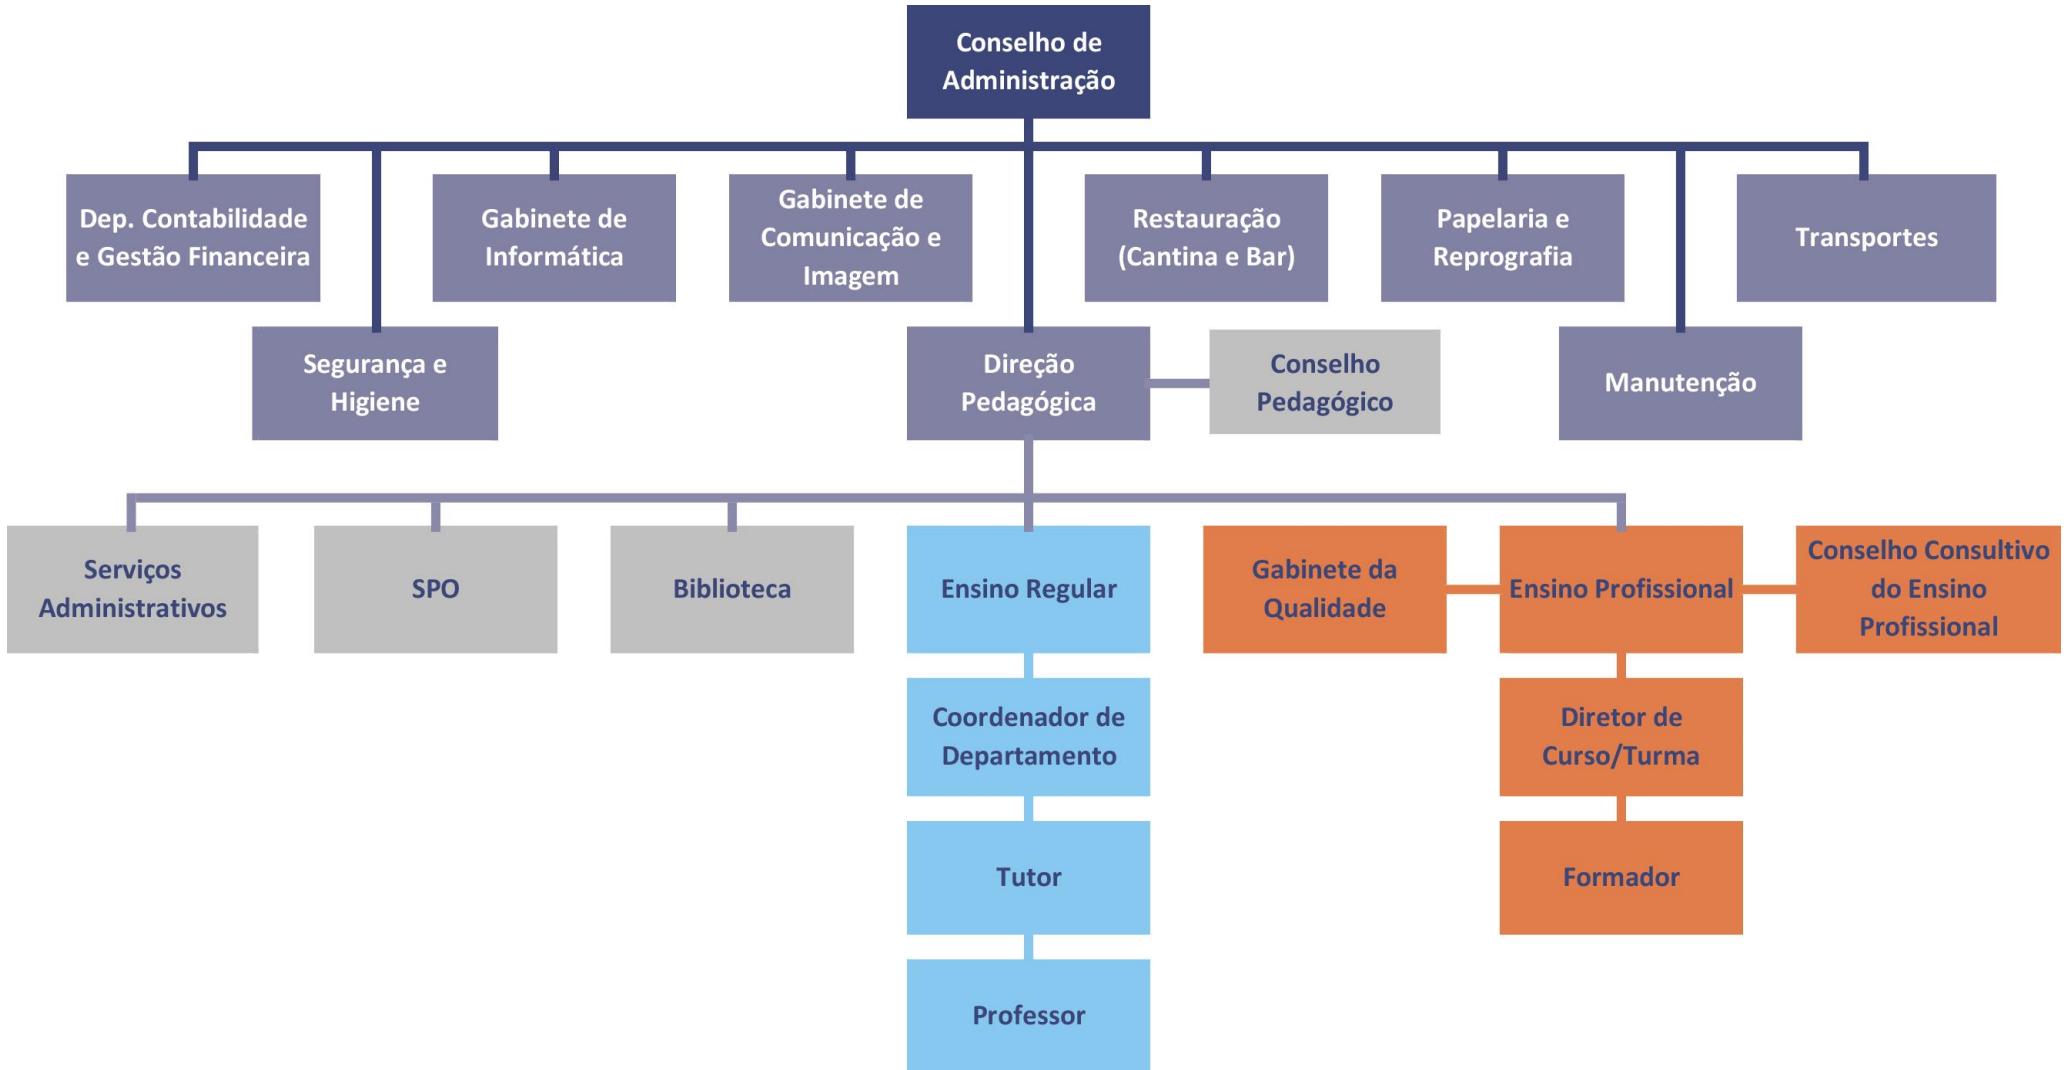 Conselho de
Administração
Dep. Contabilidade
e Gestão Financeira
Gabinete de
Informática
Gabinete de
Comunicação e
Imagem
Restauração
(Cantina e Bar)
Papelaria e
Reprografia
Transportes
Segurança e
Higiene
Direção
Pedagógica
Conselho
Pedagógico
Manutenção
Serviços
Administrativos
SPO
Biblioteca
Ensino Regular
Gabinete da
Qualidade
Ensino Profissional
Conselho Consultivo
do Ensino
Profissional
Coordenador de
Departamento
Diretor de
Curso/Turma
Tutor
Formador
Professor